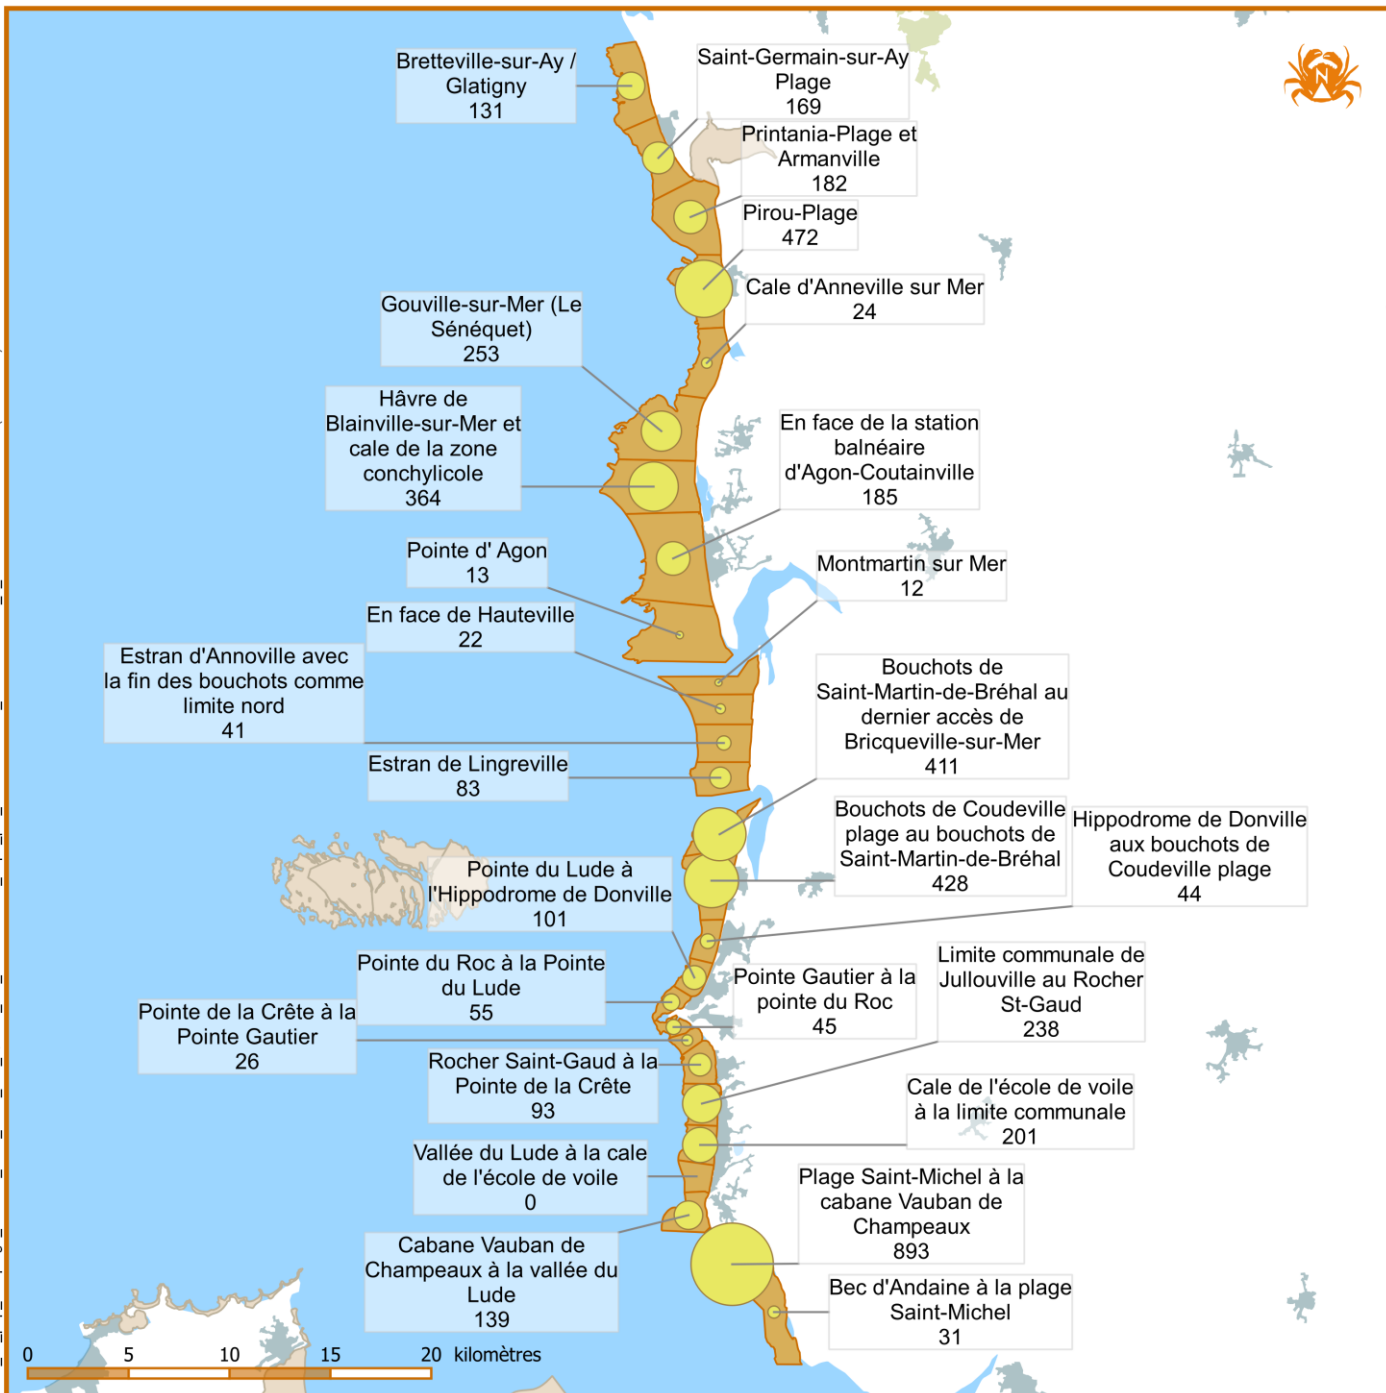 Bretteville-sur-Ay /
Glatigny
131
Saint-Germain-sur-Ay
Plage
169
Printania-Plage et
Armanville
182
Pirou-Plage
472
Cale d'Anneville sur Mer
24
Gouville-sur-Mer (Le
Sénéquet)
253
Hâvre de
Blainville-sur-Mer et
cale de la zone
conchylicole
364
En face de la station
balnéaire
d'Agon-Coutainville
185
Pointe d' Agon
13
Montmartin sur Mer
12
En face de Hauteville
22
Estran d'Annoville avec
la fin des bouchots comme
limite nord
41
Bouchots de
Saint-Martin-de-Bréhal au
dernier accès de
Bricqueville-sur-Mer
411
Estran de Lingreville
83
Bouchots de Coudeville
plage au bouchots de
Saint-Martin-de-Bréhal
428
Hippodrome de Donville
aux bouchots de
Coudeville plage
44
Pointe du Lude à
l'Hippodrome de Donville
101
Pointe du Roc à la Pointe
du Lude
55
Pointe Gautier à la
pointe du Roc
45
Limite communale de
Jullouville au Rocher
St-Gaud
238
Pointe de la Crête à la
Pointe Gautier
26
Rocher Saint-Gaud à la
Pointe de la Crête
93
Cale de l'école de voile
à la limite communale
201
Vallée du Lude à la cale
de l'école de voile
0
Plage Saint-Michel à la
cabane Vauban de
Champeaux
893
Cabane Vauban de
Champeaux à la vallée du
Lude
139
Bec d'Andaine à la plage
Saint-Michel
31
N
0 5 10 15 20 kilomètres